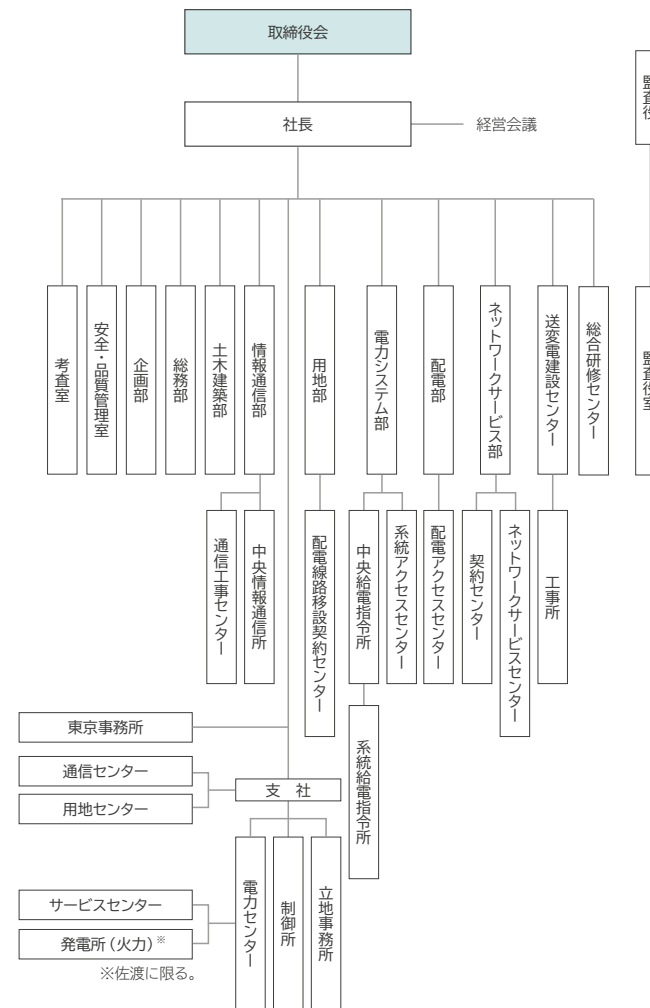 取締役会
社長
経営会議
監査役
監査役室
考査室
安全・品質管理室
企画部
総務部
土木建築部
情報通信部
用地部
電力システム部
配電部
ネットワークサービス部
送変電建設センター
総合研修センター
通信工事センター
中央情報通信所
配電線路移設契約センター
中央給電指令所
系統アクセスセンター
配電アクセスセンター
契約センター
ネットワークサービスセンター
工事所
系統給電指令所
東京事務所
通信センター
用地センター
支 社
電力センター
制御所
立地事務所
サービスセンター
発電所（火力）※
※佐渡に限る。